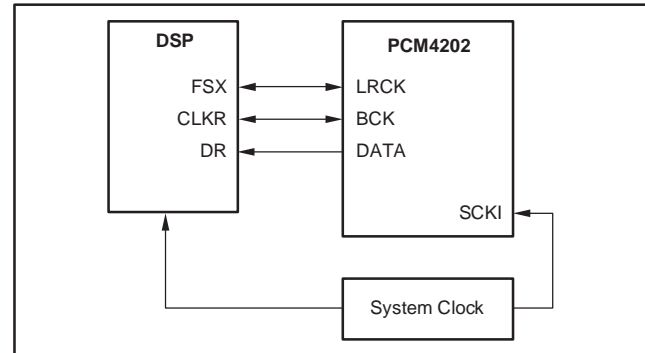 DSP
PCM4202
FSX
LRCK
CLKR
BCK
DR
DATA
SCKI
System Clock